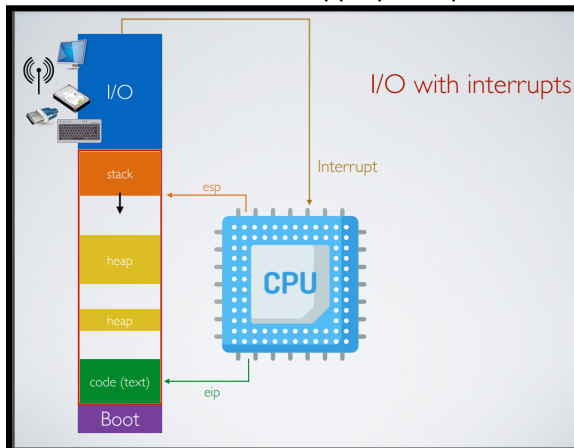 I/O
I/O with interrupts
Interrupt
stack
esp
heap
CPU
heap
code (text)
eip
Boot